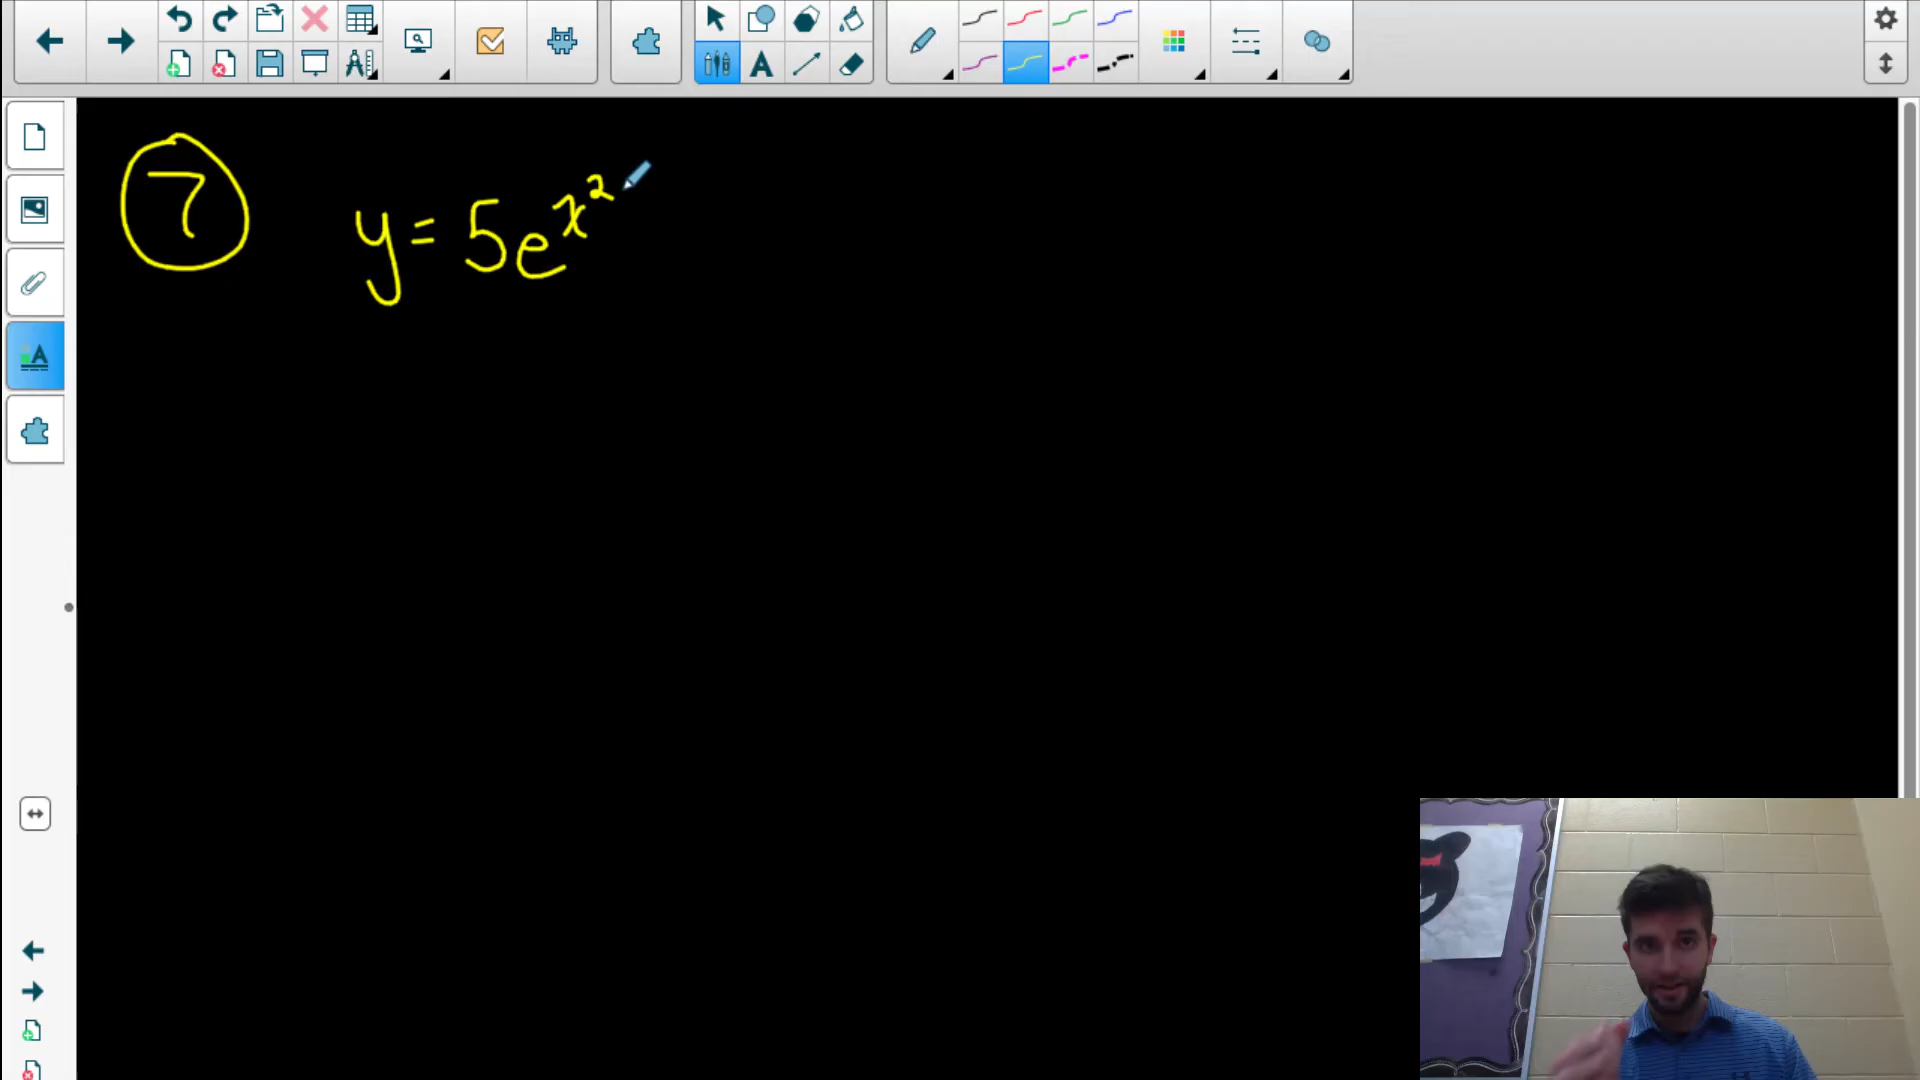 7 y = 5e^{x^2}